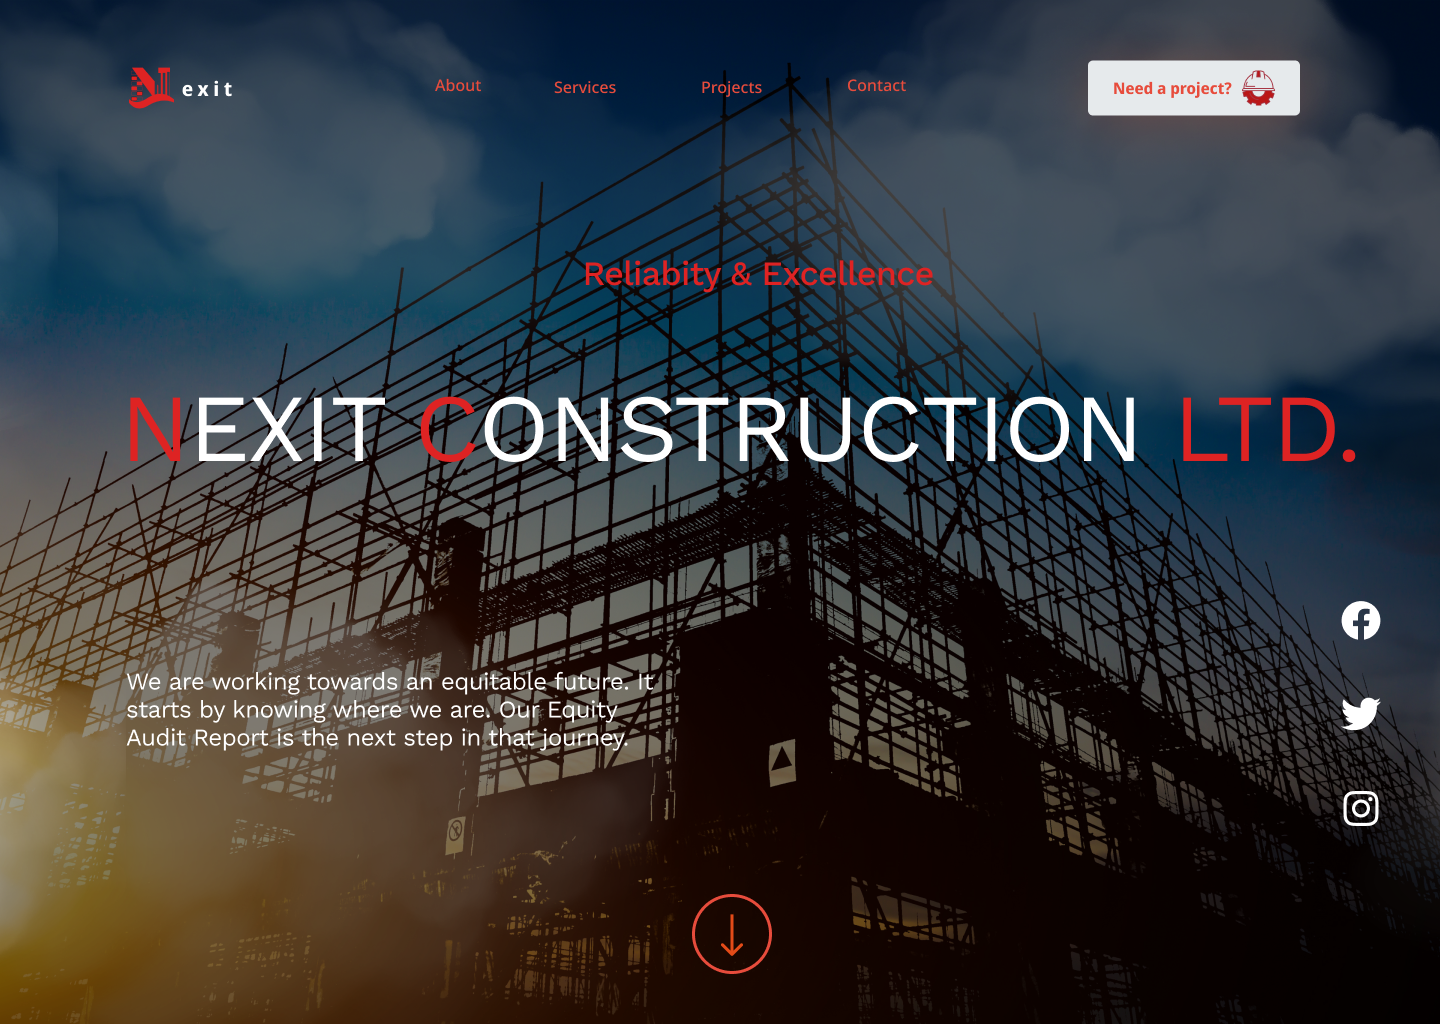 exit
About
Services
Projects
Contact
Need a project?
Reliabity & Excellence
NEXIT CONSTRUCTION LTD.
We are working towards an equitable future. It
starts by knowing where we are. Our Equity
Audit Report is the next step in that journey.